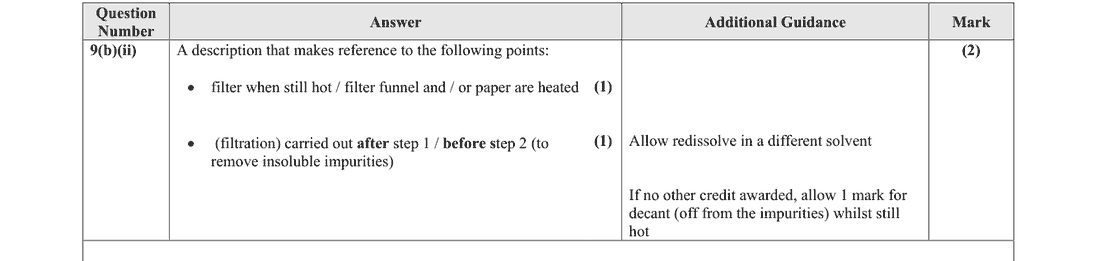 Question Number Answer Additional Guidance Mark
9(b)(ii) A description that makes reference to the following points: (2)
• filter when still hot / filter funnel and / or paper are heated (1)
• (filtration) carried out after step 1 / before step 2 (to (1) Allow redissolve in a different solvent
remove insoluble impurities)
If no other credit awarded, allow 1 mark for
decant (off from the impurities) whilst still
hot